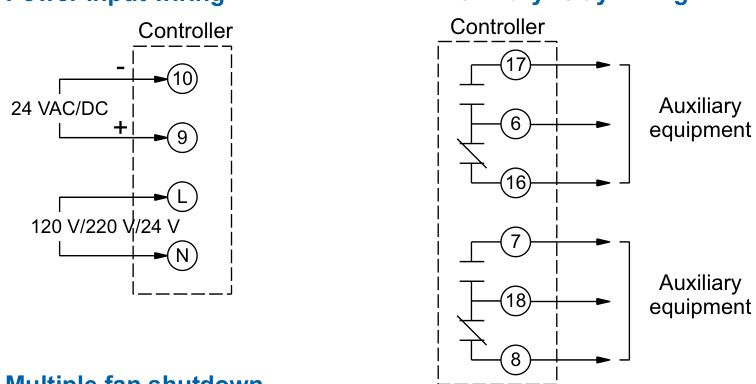 Controller
-
10
24 VAC/DC
+
9
L
120 V/220 V/24 V
N
Controller
17
6
16
Auxiliary
equipment
7
18
8
Auxiliary
equipment
Multiple fan shutdown